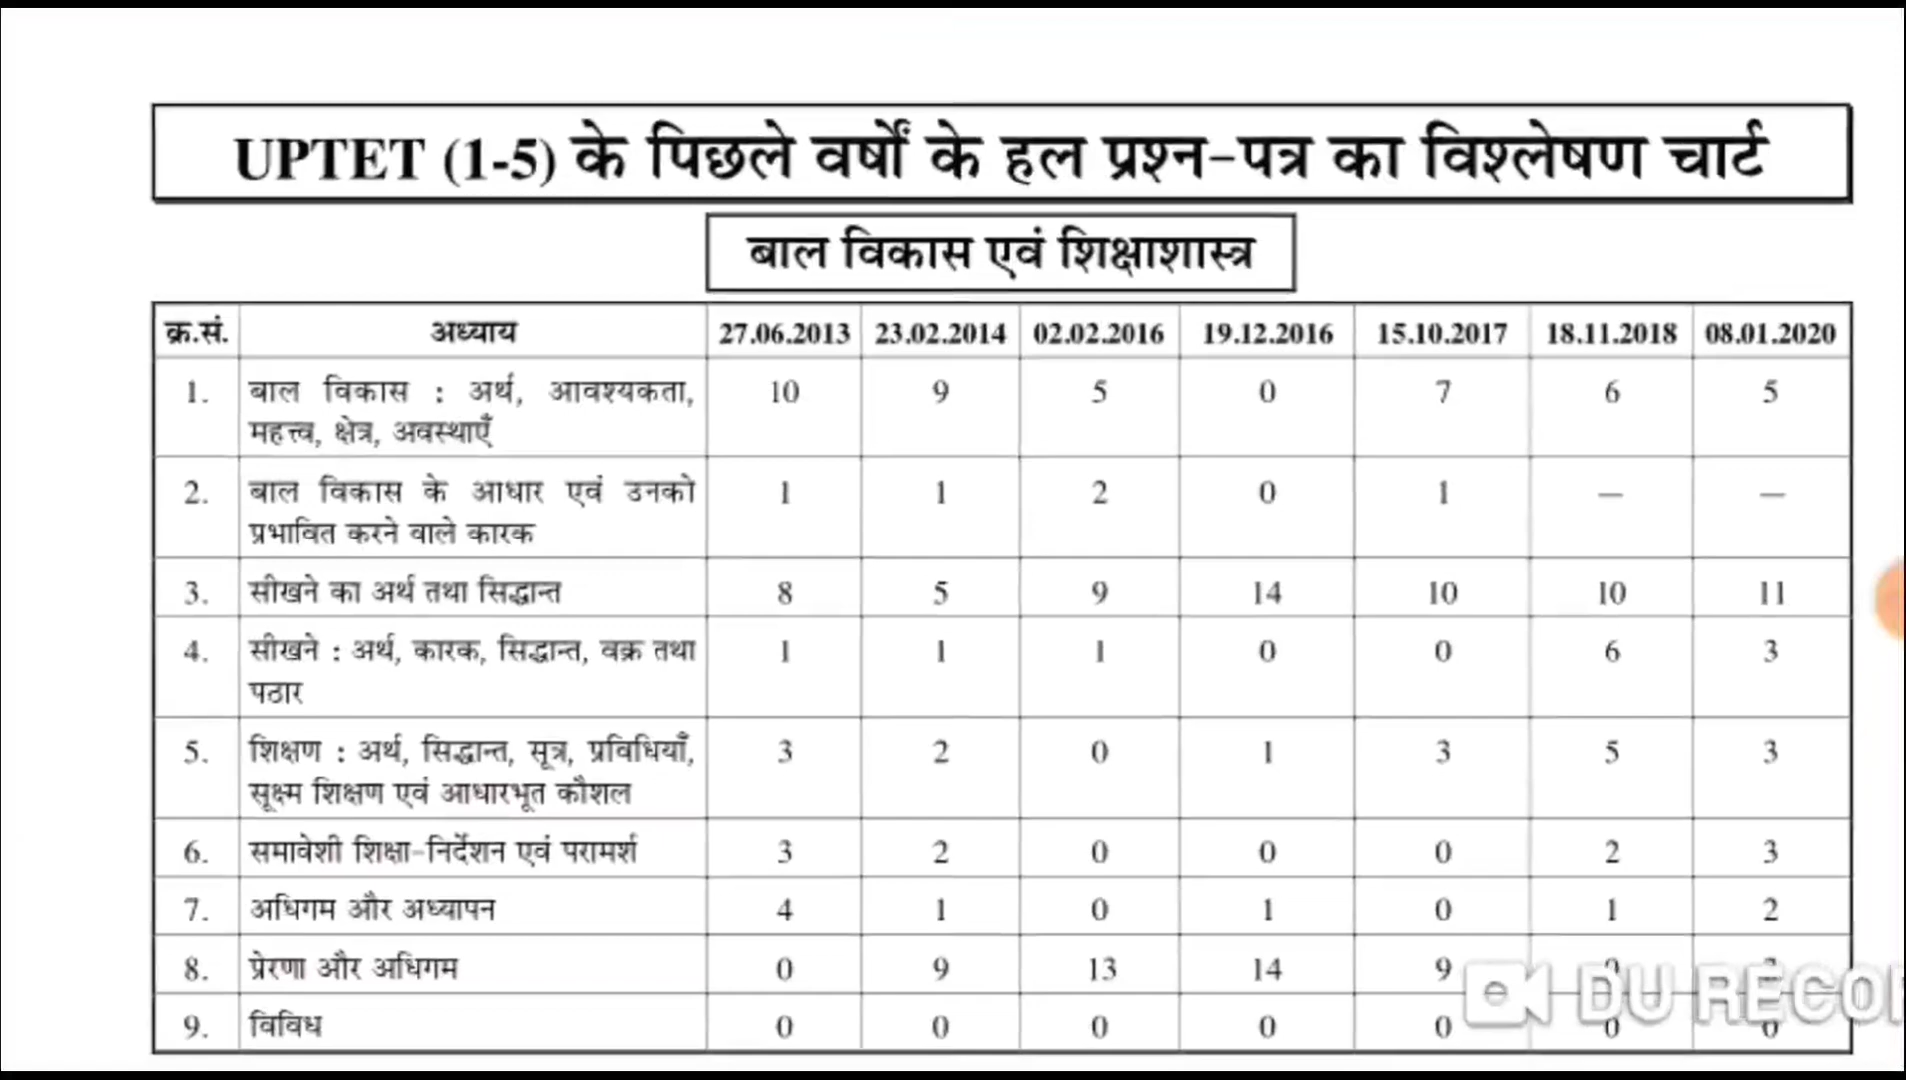 UPTET (1-5) के पिछले वर्षों के हल प्रश्न-पत्र का विश्लेषण चार्ट
बाल विकास एवं शिक्षाशास्त्र
क्र.सं. अध्याय 27.06.2013 23.02.2014 02.02.2016 19.12.2016 15.10.2017 18.11.2018 08.01.2020
1. बाल विकास : अर्थ, आवश्यकता, 10 9 5 0 7 6 5
महत्त्व, क्षेत्र, अवस्थाएँ
2. बाल विकास के आधार एवं उनको 1 1 2 0 1 — —
प्रभावित करने वाले कारक
3. सीखने का अर्थ तथा सिद्धान्त 8 5 9 14 10 10 11
4. सीखने : अर्थ, कारक, सिद्धान्त, वक्र तथा 1 1 1 0 0 6 3
पठार
5. शिक्षण : अर्थ, सिद्धान्त, सूत्र, प्रविधियाँ, 3 2 0 1 3 5 3
सूक्ष्म शिक्षण एवं आधारभूत कौशल
6. समावेशी शिक्षा-निर्देशन एवं परामर्श 3 2 0 0 0 2 3
7. अधिगम और अध्यापन 4 1 0 1 0 1 2
8. प्रेरणा और अधिगम 0 9 13 14 9
9. विविध 0 0 0 0 0 0 0
DU RECOR